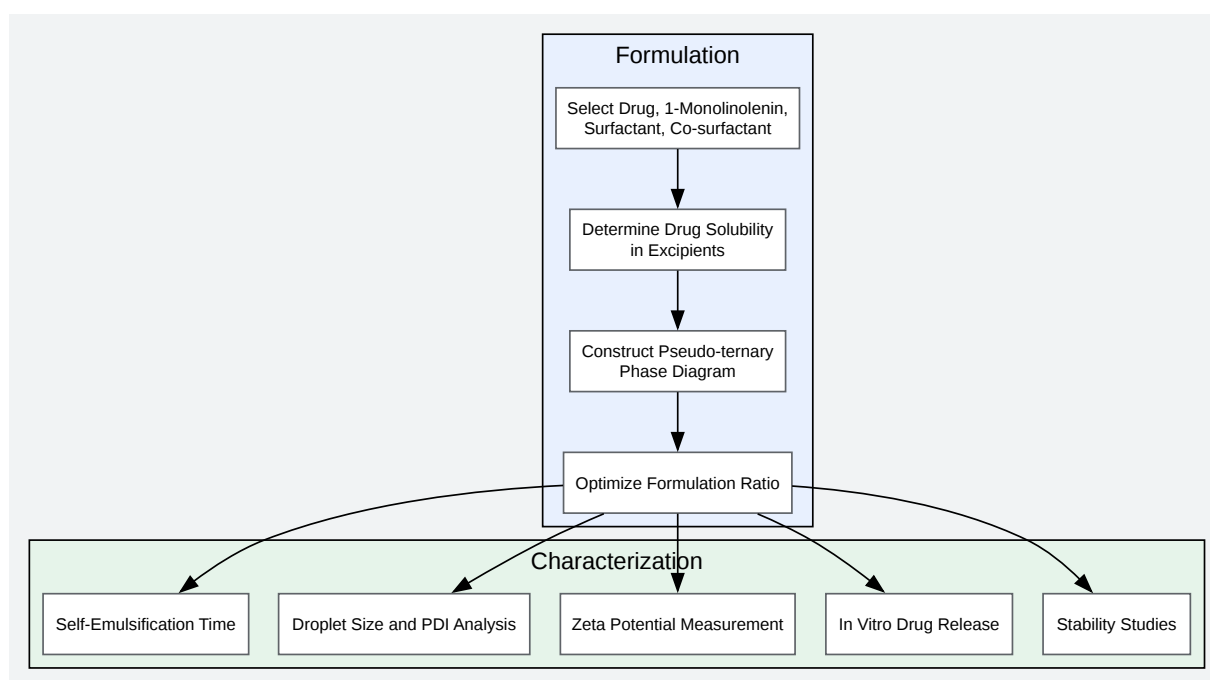 Formulation
Select Drug, 1-Monolinolenin,
Surfactant, Co-surfactant
Determine Drug Solubility
in Excipients
Construct Pseudo-ternary
Phase Diagram
Optimize Formulation Ratio
Characterization
Self-Emulsification Time
Droplet Size and PDI Analysis
Zeta Potential Measurement
In Vitro Drug Release
Stability Studies